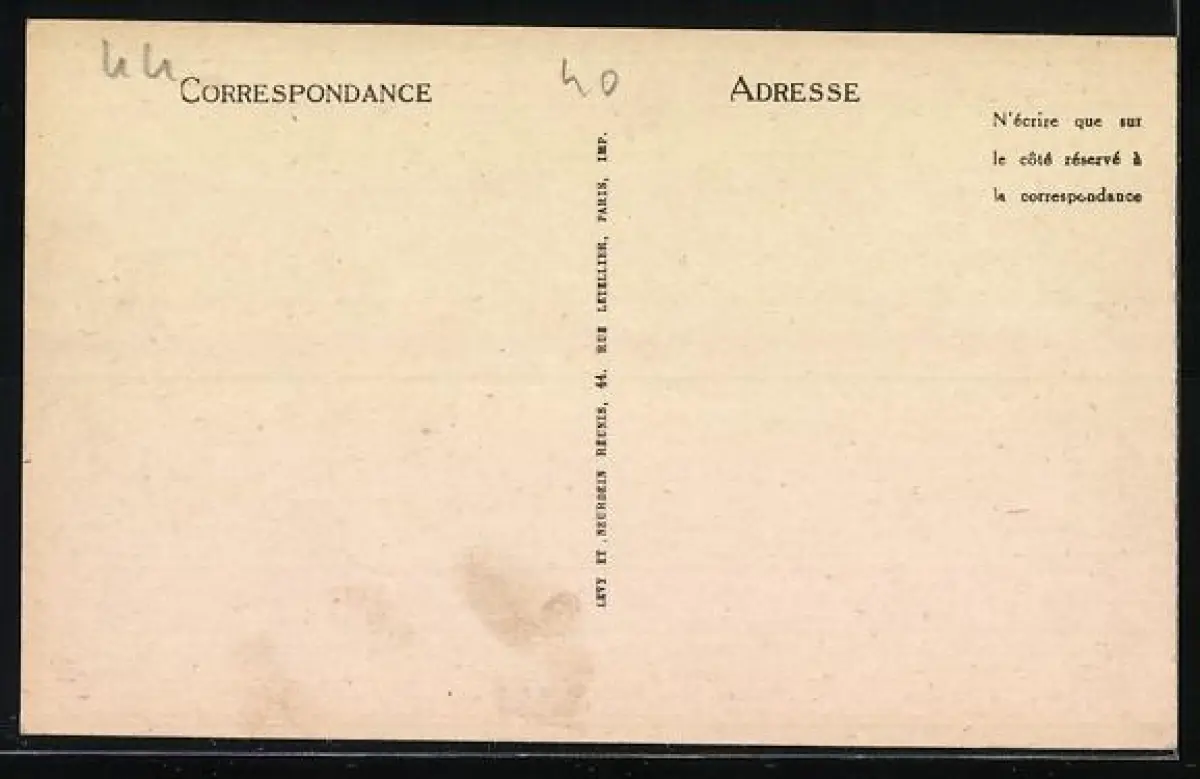 44
CORRESPONDANCE
40
ADRESSE
N'écrire que sur
le côté réservé à
la correspondance
LEVY ET NEURDEIN RÉUNIS, 44, RUE LETELLIER, PARIS, IMP.